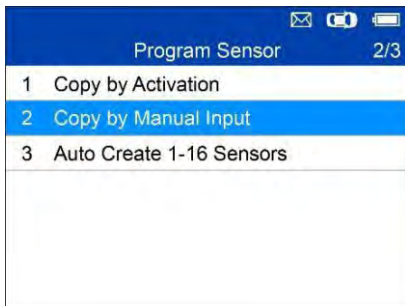 Program Sensor 2/3
1 Copy by Activation
2 Copy by Manual Input
3 Auto Create 1-16 Sensors